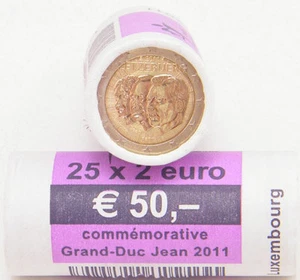 25 x 2 euro
€ 50,–
commémorative
Grand-Duc Jean 2011
Luxembourg